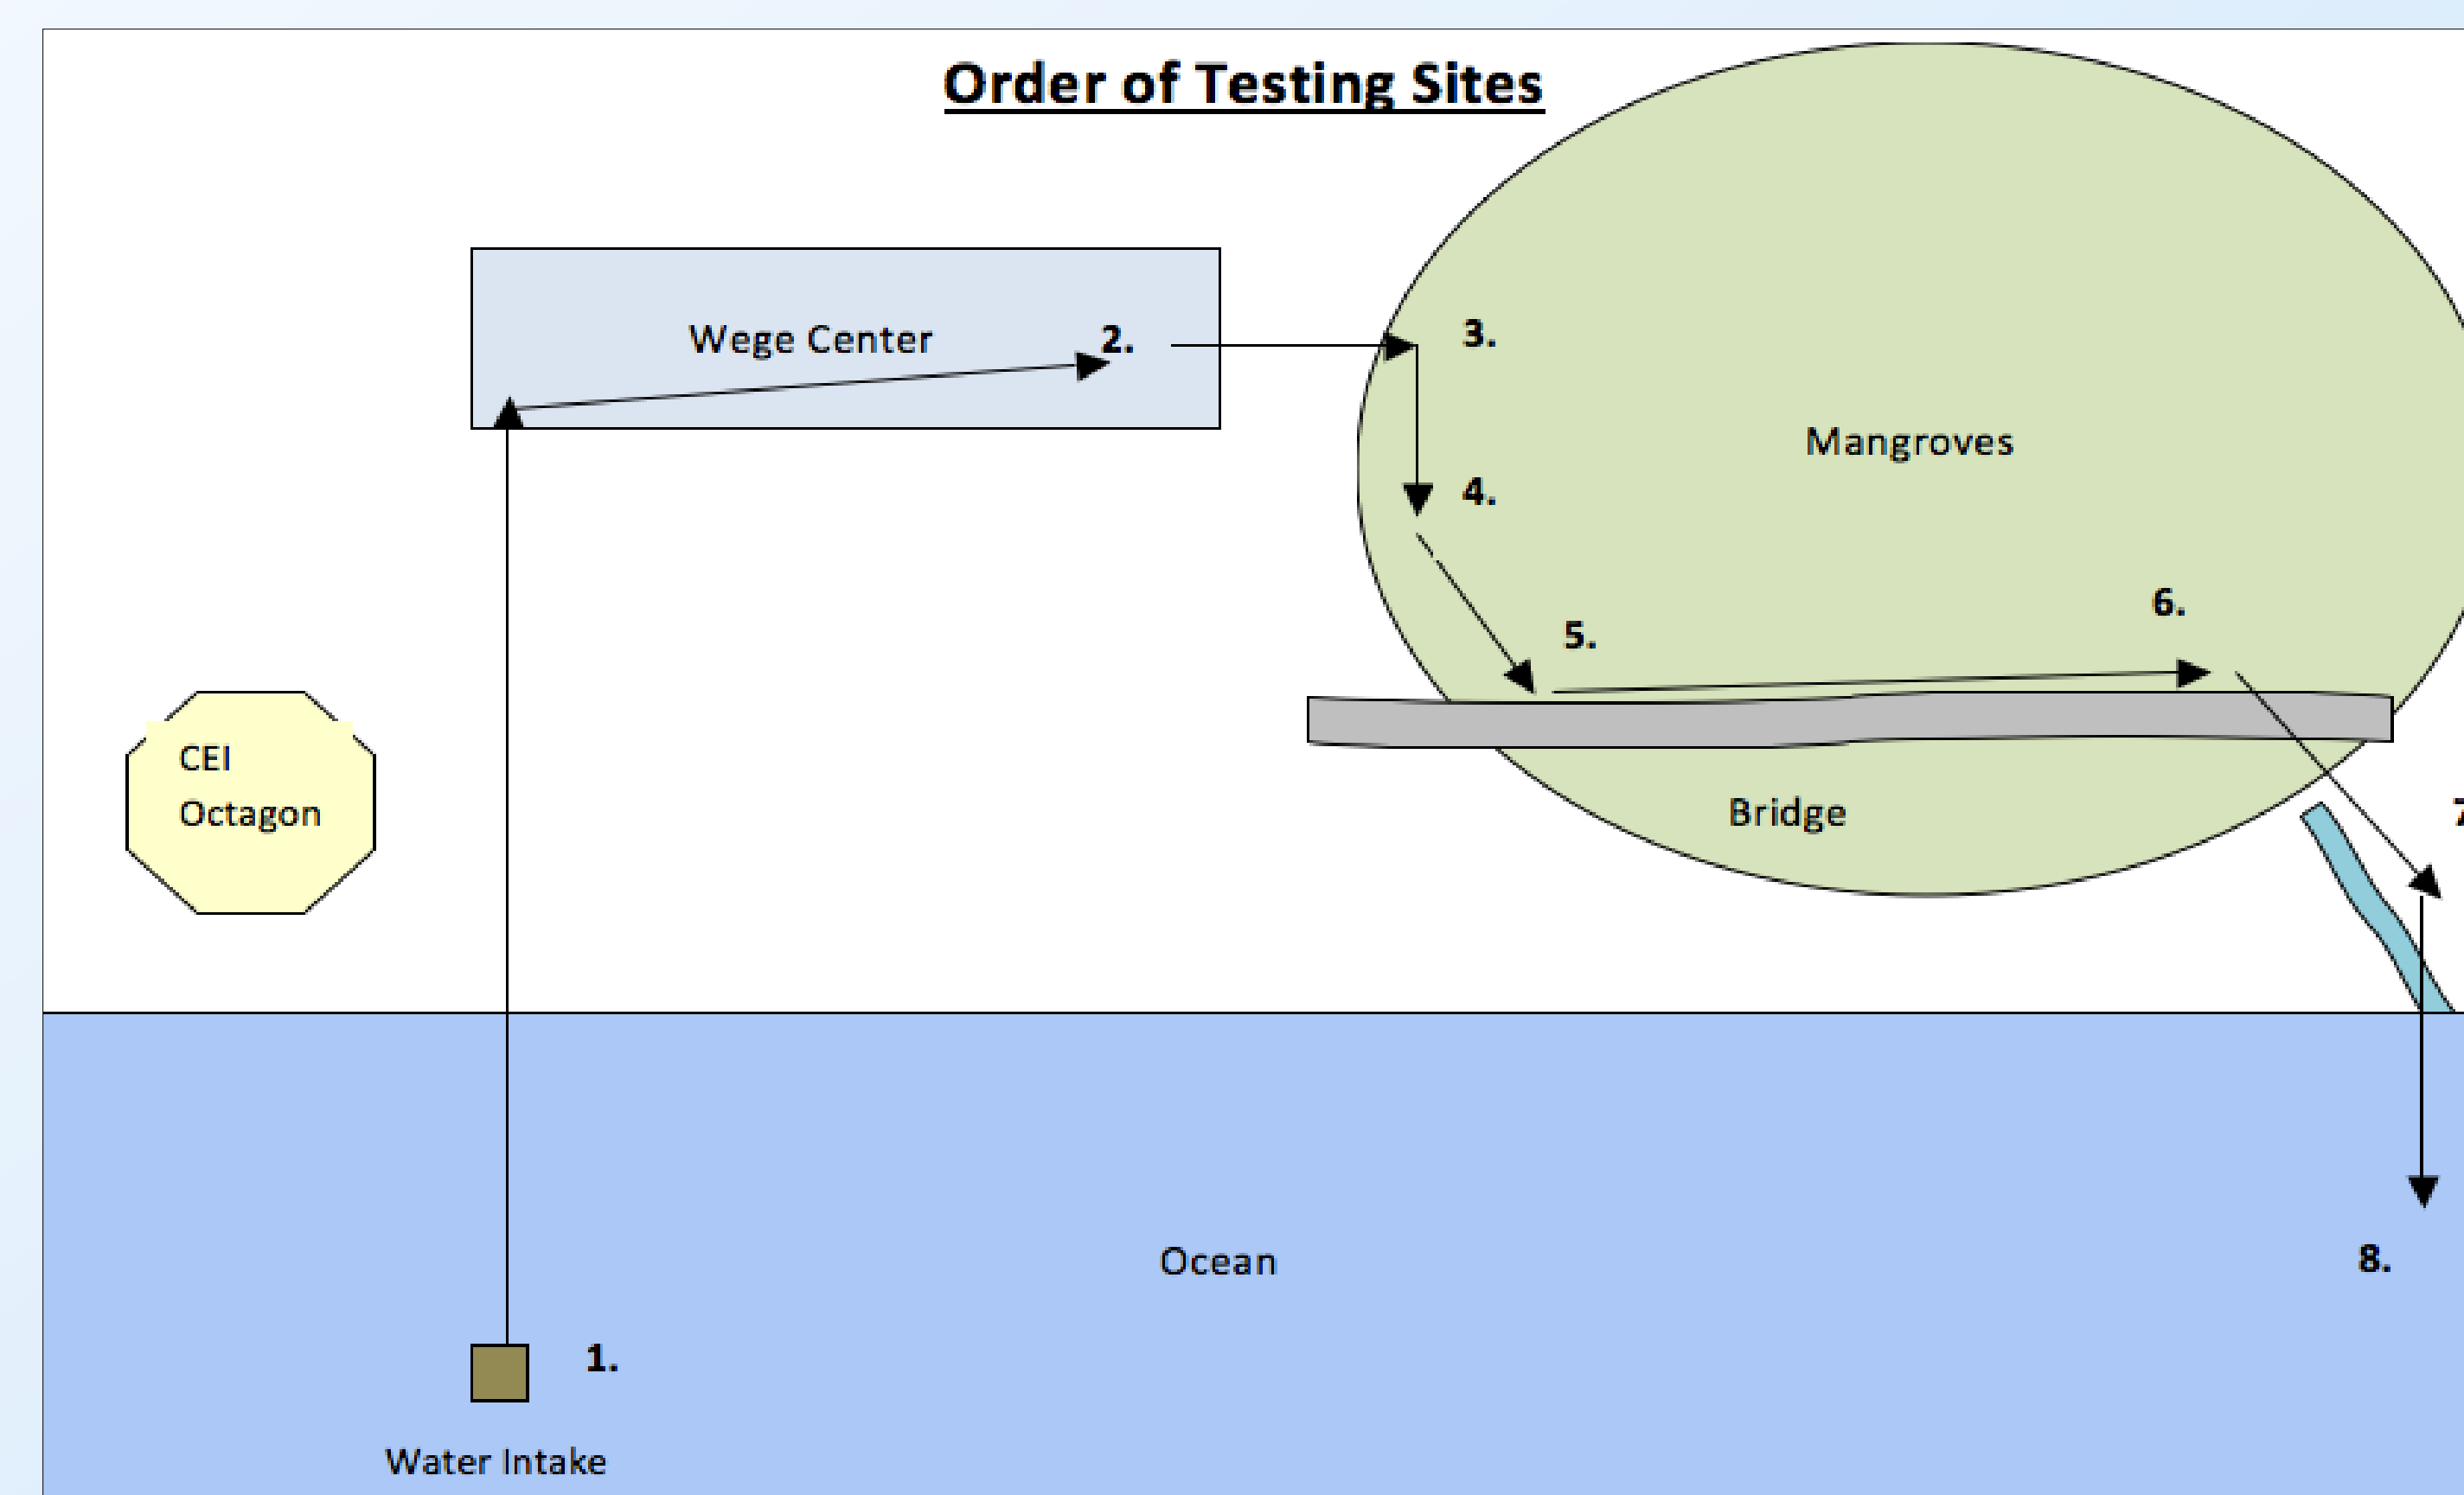 Order of Testing Sites
Wege Center
2.
3.
Mangroves
4.
6.
5.
CEI
Octagon
Bridge
7
Ocean
8.
1.
Water Intake